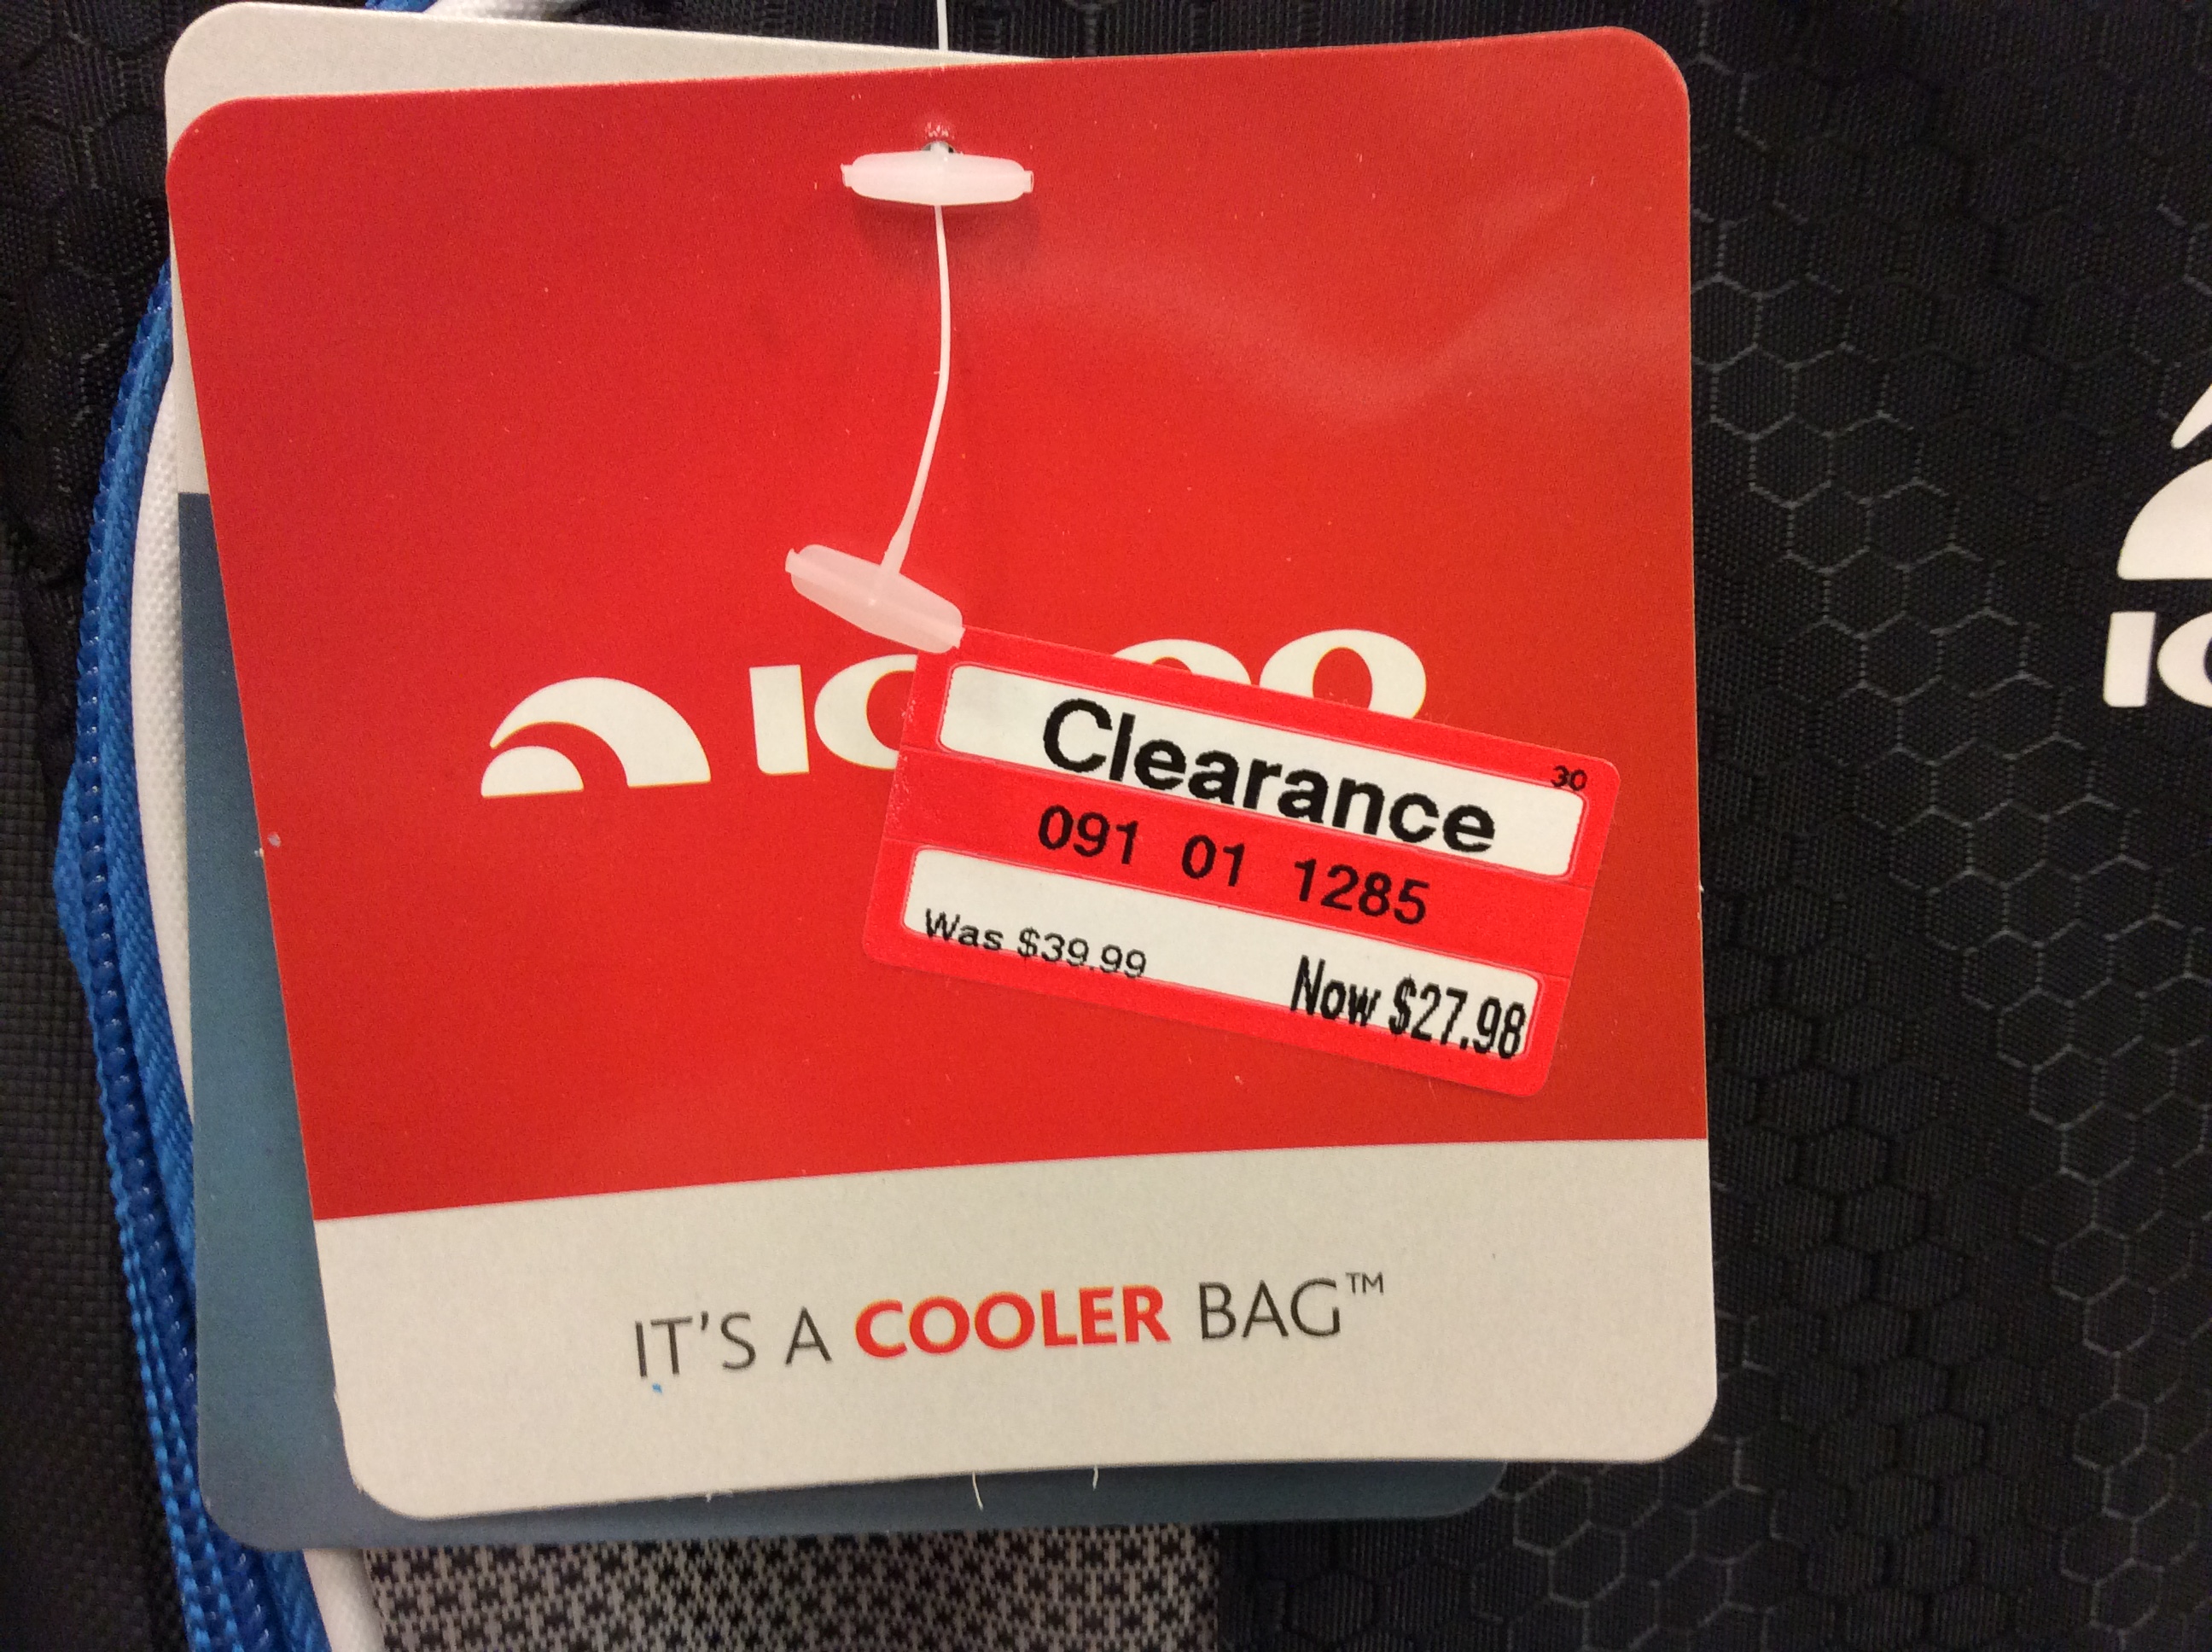 Clearance
30
091 01 1285
Was $39.99
Now $27.98
IT'S A COOLER BAG™